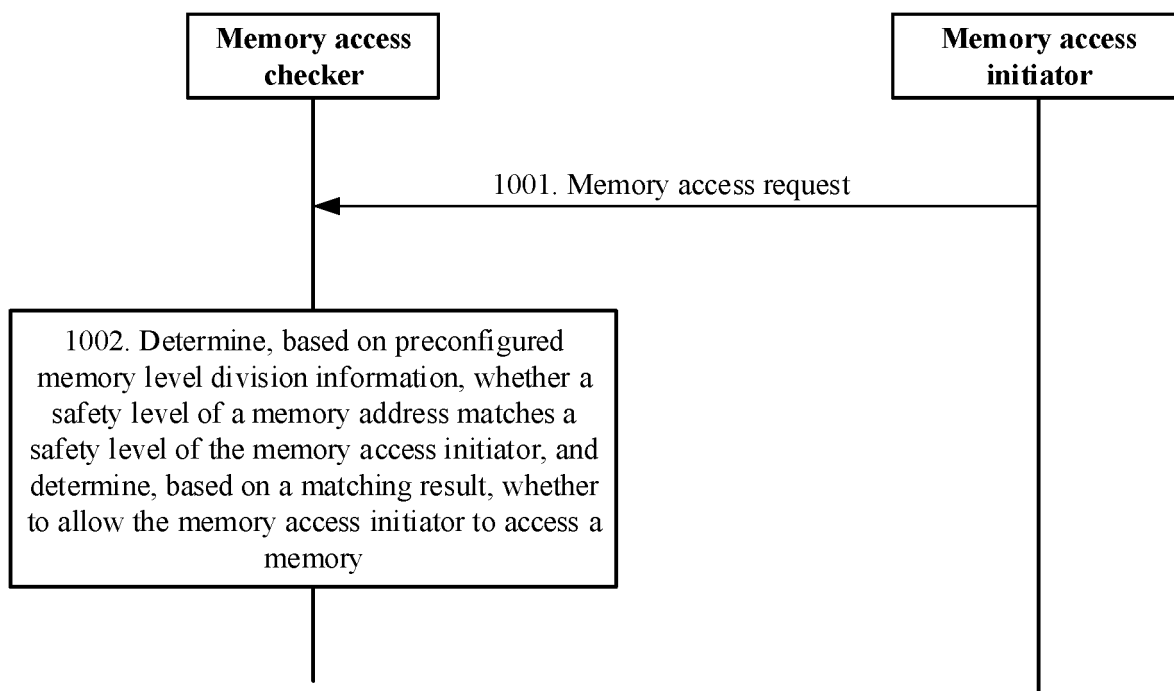 Memory access
checker
Memory access
initiator
1001. Memory access request
1002. Determine, based on preconfigured
memory level division information, whether a
safety level of a memory address matches a
safety level of the memory access initiator, and
determine, based on a matching result, whether
to allow the memory access initiator to access a
memory